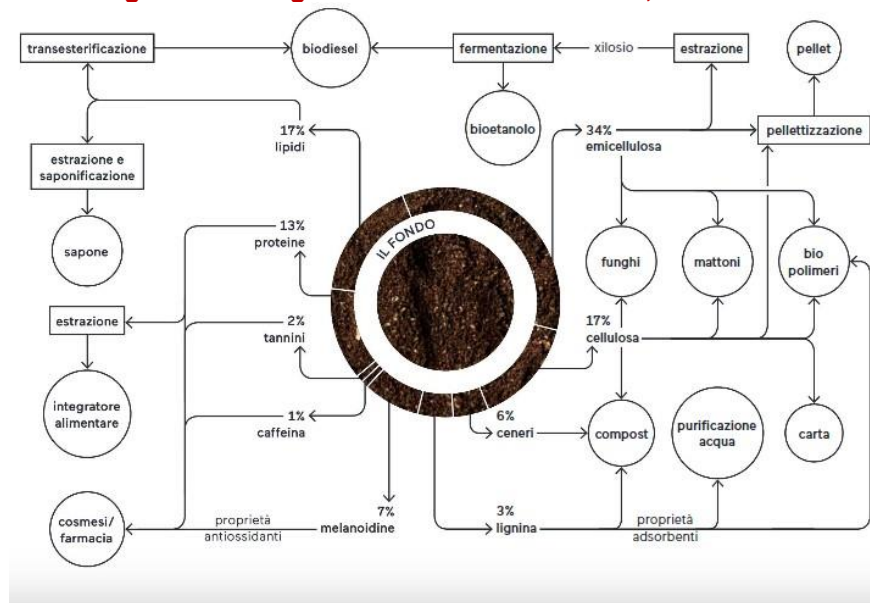 transesterificazione
biodiesel
fermentazione
xilosio
estrazione
pellet
bioetanolo
17%
lipidi
34%
emicellulosa
pellettizzazione
estrazione e
saponificazione
IL FONDO
13%
proteine
sapone
funghi
mattoni
bio
polimeri
estrazione
2%
tannini
17%
cellulosa
integratore
alimentare
1%
caffeina
6%
ceneri
compost
purificazione
acqua
carta
cosmesi/
farmacia
proprietà
antiossidanti
7%
melanoidine
3%
lignina
proprietà
adsorbenti